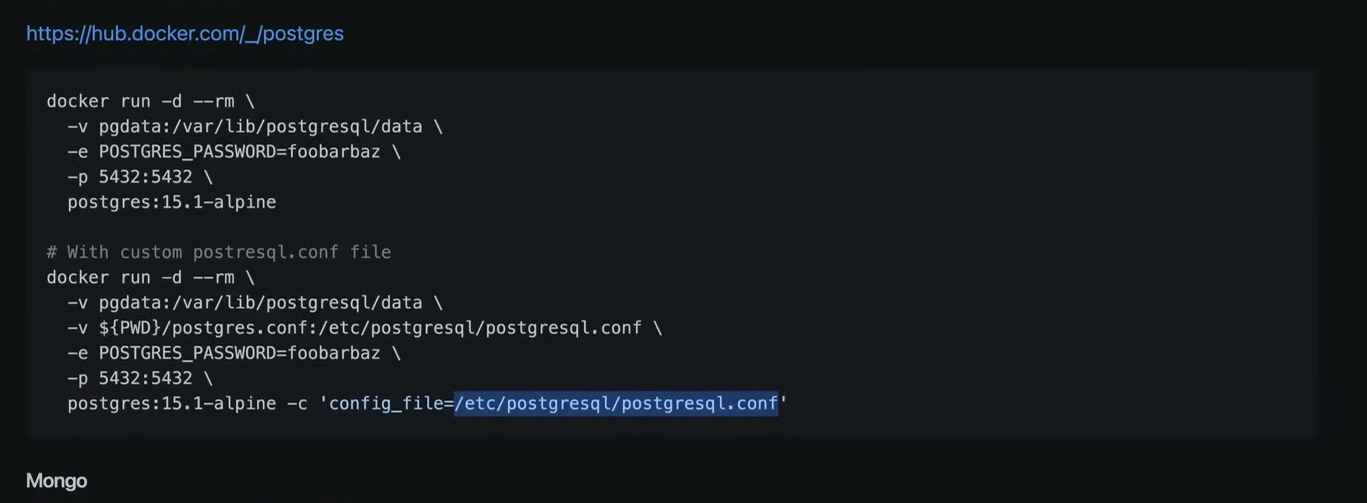 https://hub.docker.com/_/postgres
docker run -d --rm \
-v pgdata:/var/lib/postgresql/data \
-e POSTGRES_PASSWORD=foobarbaz \
-p 5432:5432 \
postgres:15.1-alpine
# With custom postresql.conf file
docker run -d --rm \
-v pgdata:/var/lib/postgresql/data \
-v ${PWD}/postgres.conf:/etc/postgresql/postgresql.conf \
-e POSTGRES_PASSWORD=foobarbaz \
-p 5432:5432 \
postgres:15.1-alpine -c 'config_file=/etc/postgresql/postgresql.conf'
Mongo